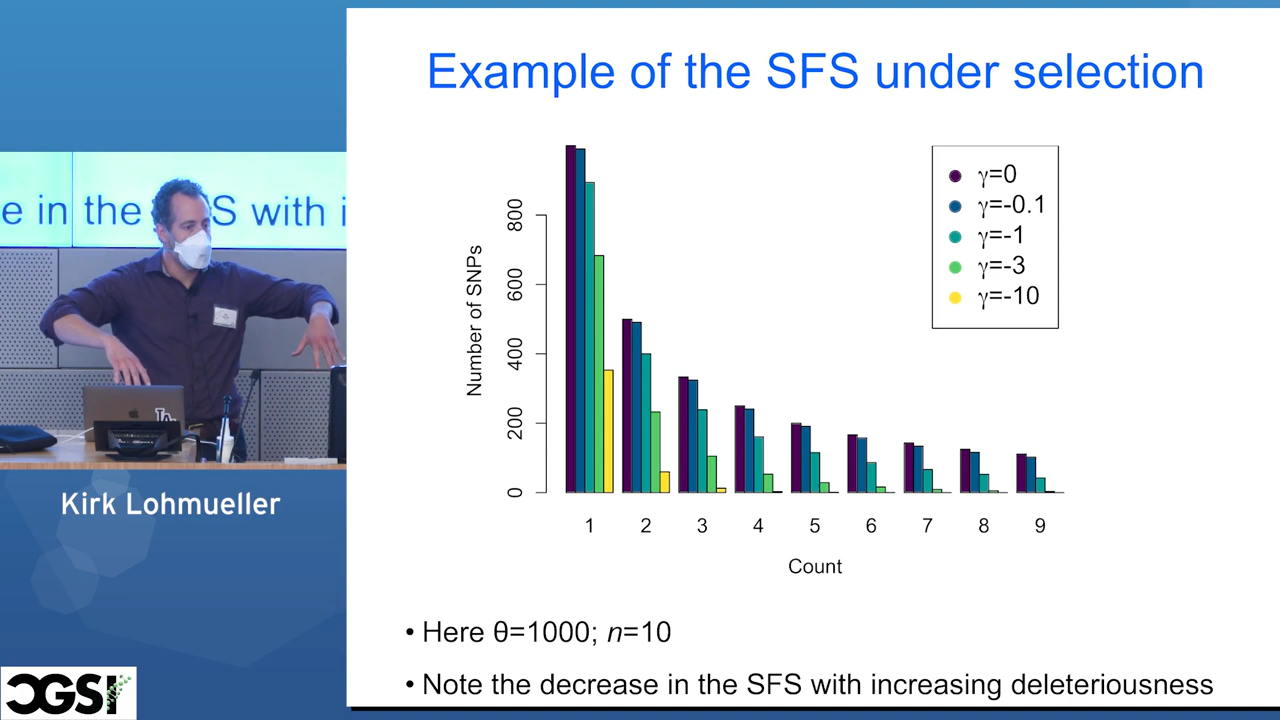 Example of the SFS under selection
γ=0
γ=-0.1
γ=-1
γ=-3
γ=-10
Number of SNPs
0
200
400
600
800
1
2
3
4
5
6
7
8
9
Count
• Here θ=1000; n=10
• Note the decrease in the SFS with increasing deleteriousness
e in the S with i
LA
Kirk Lohmueller
CGSI